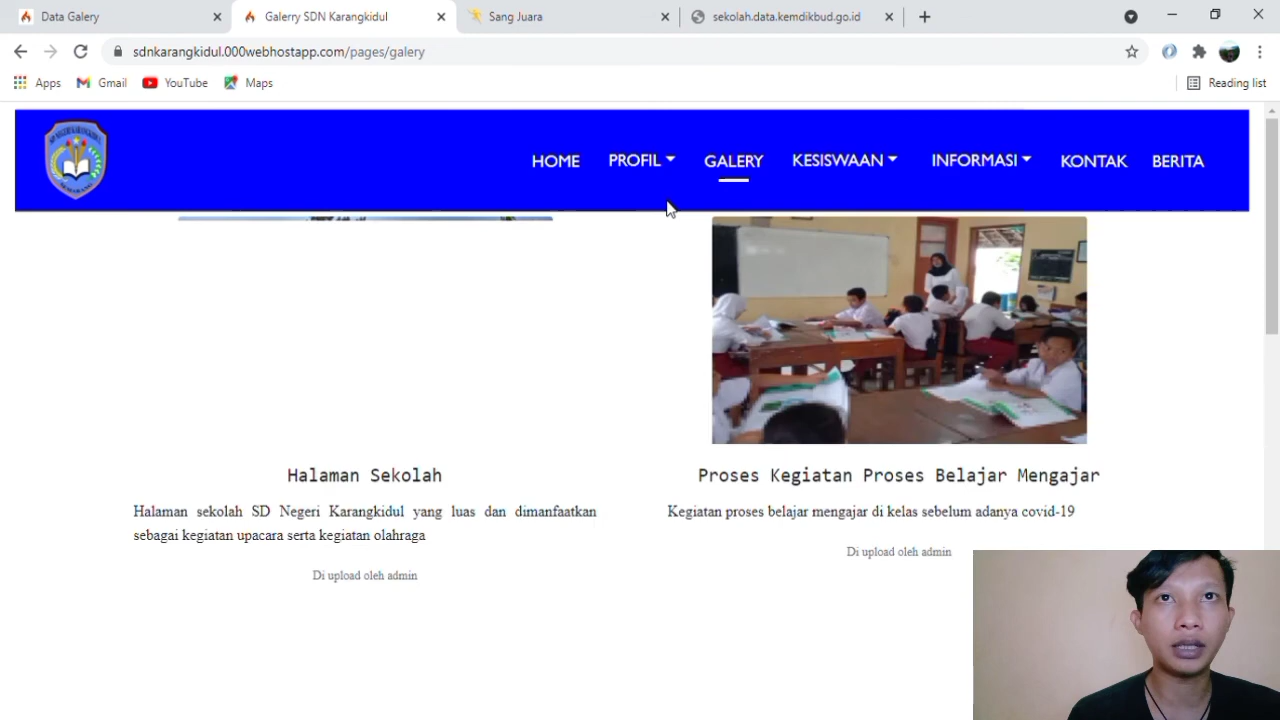 Data Galery
Galerry SDN Karangkidul
Sang Juara
sekolah.data.kemdikbud.go.id
sdnkarangkidul.000webhostapp.com/pages/galery
Apps
Gmail
YouTube
Maps
Reading list
HOME
PROFIL
GALERY
KESISWAAN
INFORMASI
KONTAK
BERITA
Halaman Sekolah
Halaman sekolah SD Negeri Karangkidul yang luas dan dimanfaatkan
sebagai kegiatan upacara serta kegiatan olahraga
Di upload oleh admin
Proses Kegiatan Proses Belajar Mengajar
Kegiatan proses belajar mengajar di kelas sebelum adanya covid-19
Di upload oleh admin